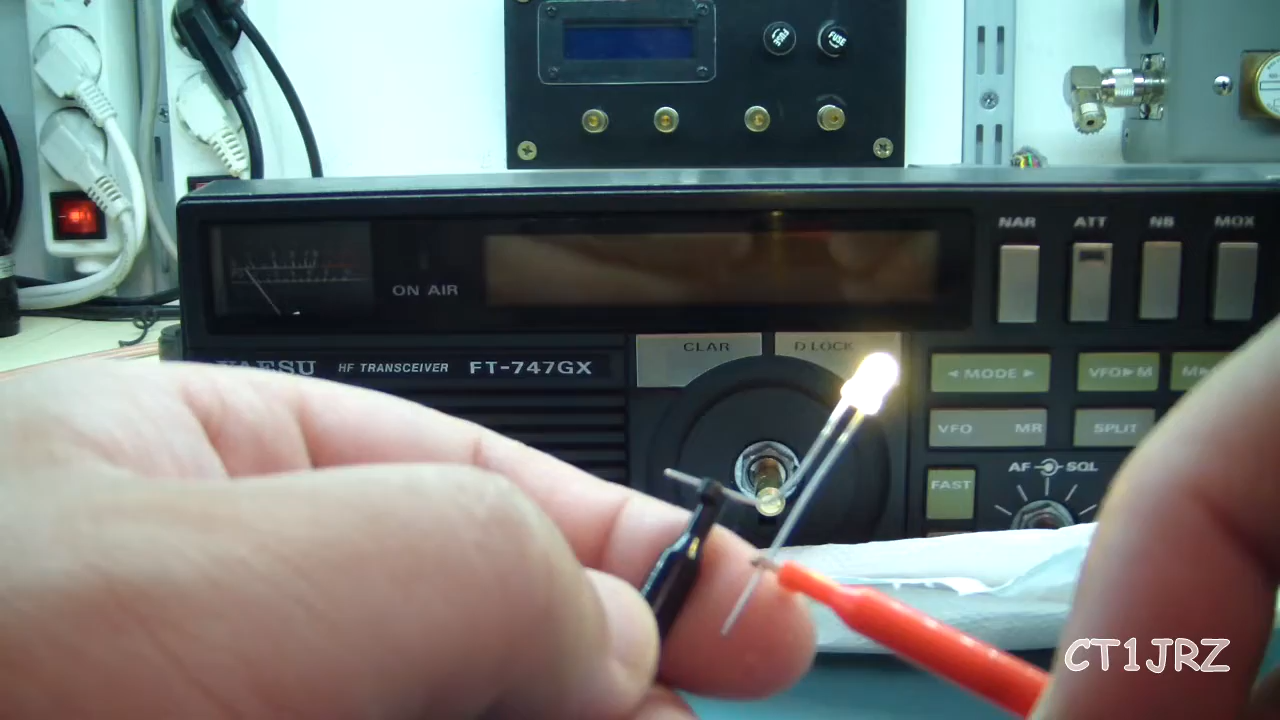 FUSE
FUSE
NAR ATT NB MOX
ON AIR
CLAR D LOCK
YAESU HF TRANSCEIVER FT-747GX
◄ MODE ► VFO►M M►
VFO MR SPLIT
AF SQL
FAST
CT1JRZ